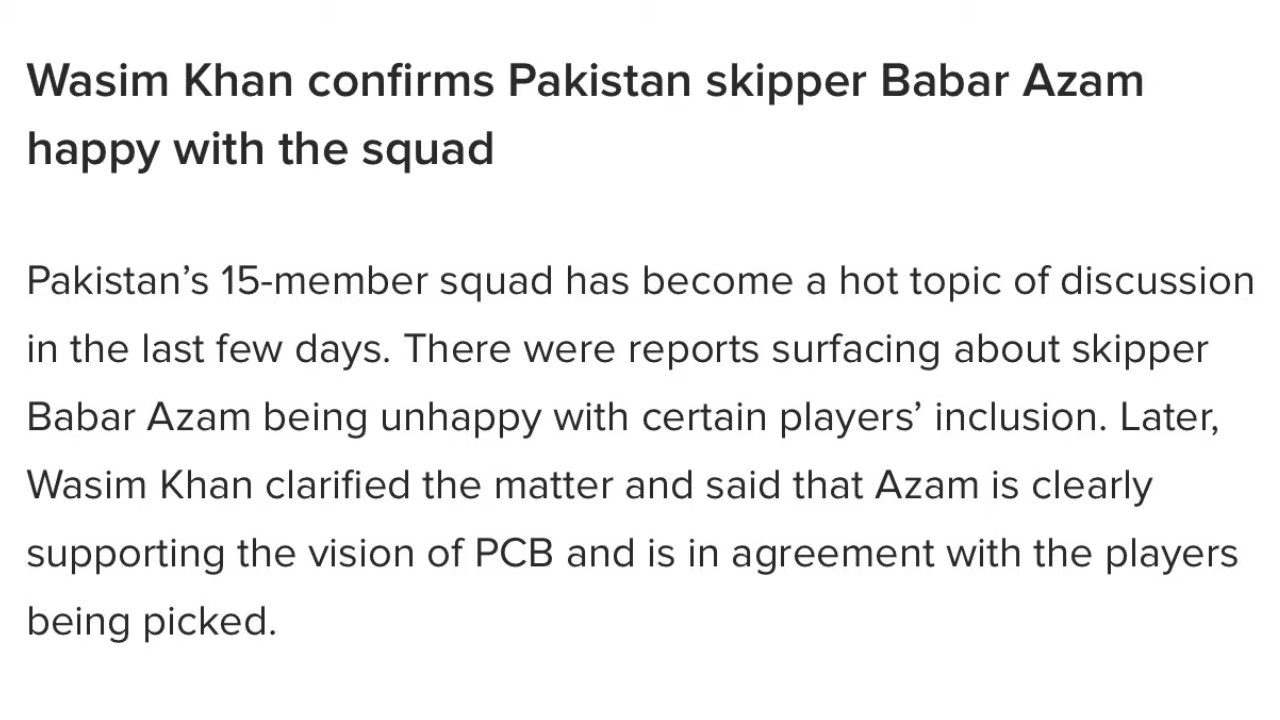 Wasim Khan confirms Pakistan skipper Babar Azam
happy with the squad
Pakistan’s 15-member squad has become a hot topic of discussion
in the last few days. There were reports surfacing about skipper
Babar Azam being unhappy with certain players’ inclusion. Later,
Wasim Khan clarified the matter and said that Azam is clearly
supporting the vision of PCB and is in agreement with the players
being picked.